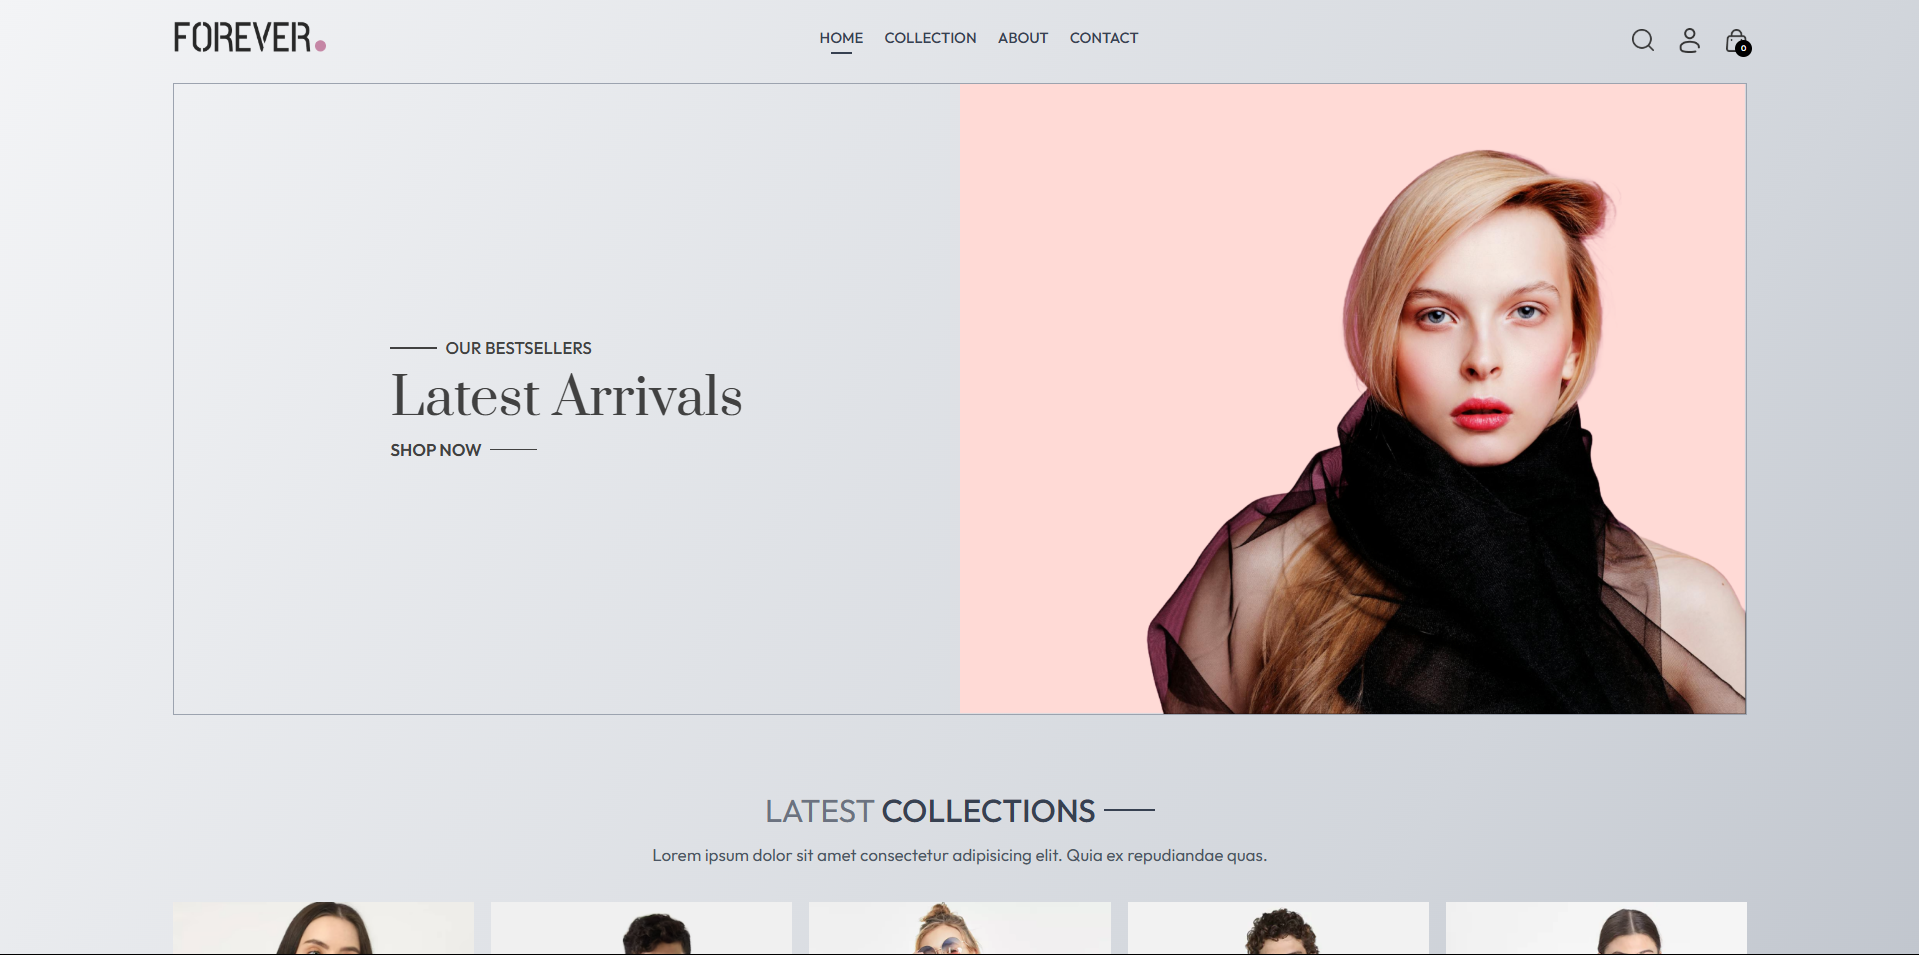 FOREVER.
HOME COLLECTION ABOUT CONTACT
0
OUR BESTSELLERS
Latest Arrivals
SHOP NOW
LATEST COLLECTIONS
Lorem ipsum dolor sit amet consectetur adipisicing elit. Quia ex repudiandae quas.